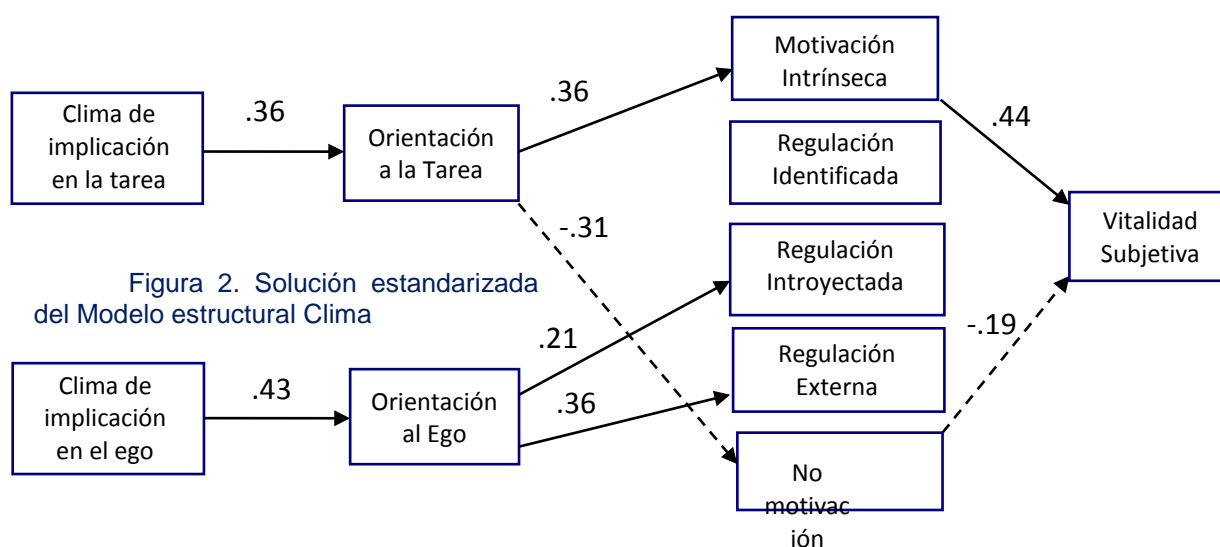 Clima de
implicación
en la tarea
.36
Orientación
a la Tarea
.36
-.31
Motivación
Intrínseca
.44
Regulación
Identificada
Regulación
Introyectada
Vitalidad
Subjetiva
Figura 2. Solución estandarizada
del Modelo estructural Clima
Clima de
implicación
en el ego
.43
Orientación
al Ego
.21
.36
Regulación
Externa
-.19
No
motivac
ión